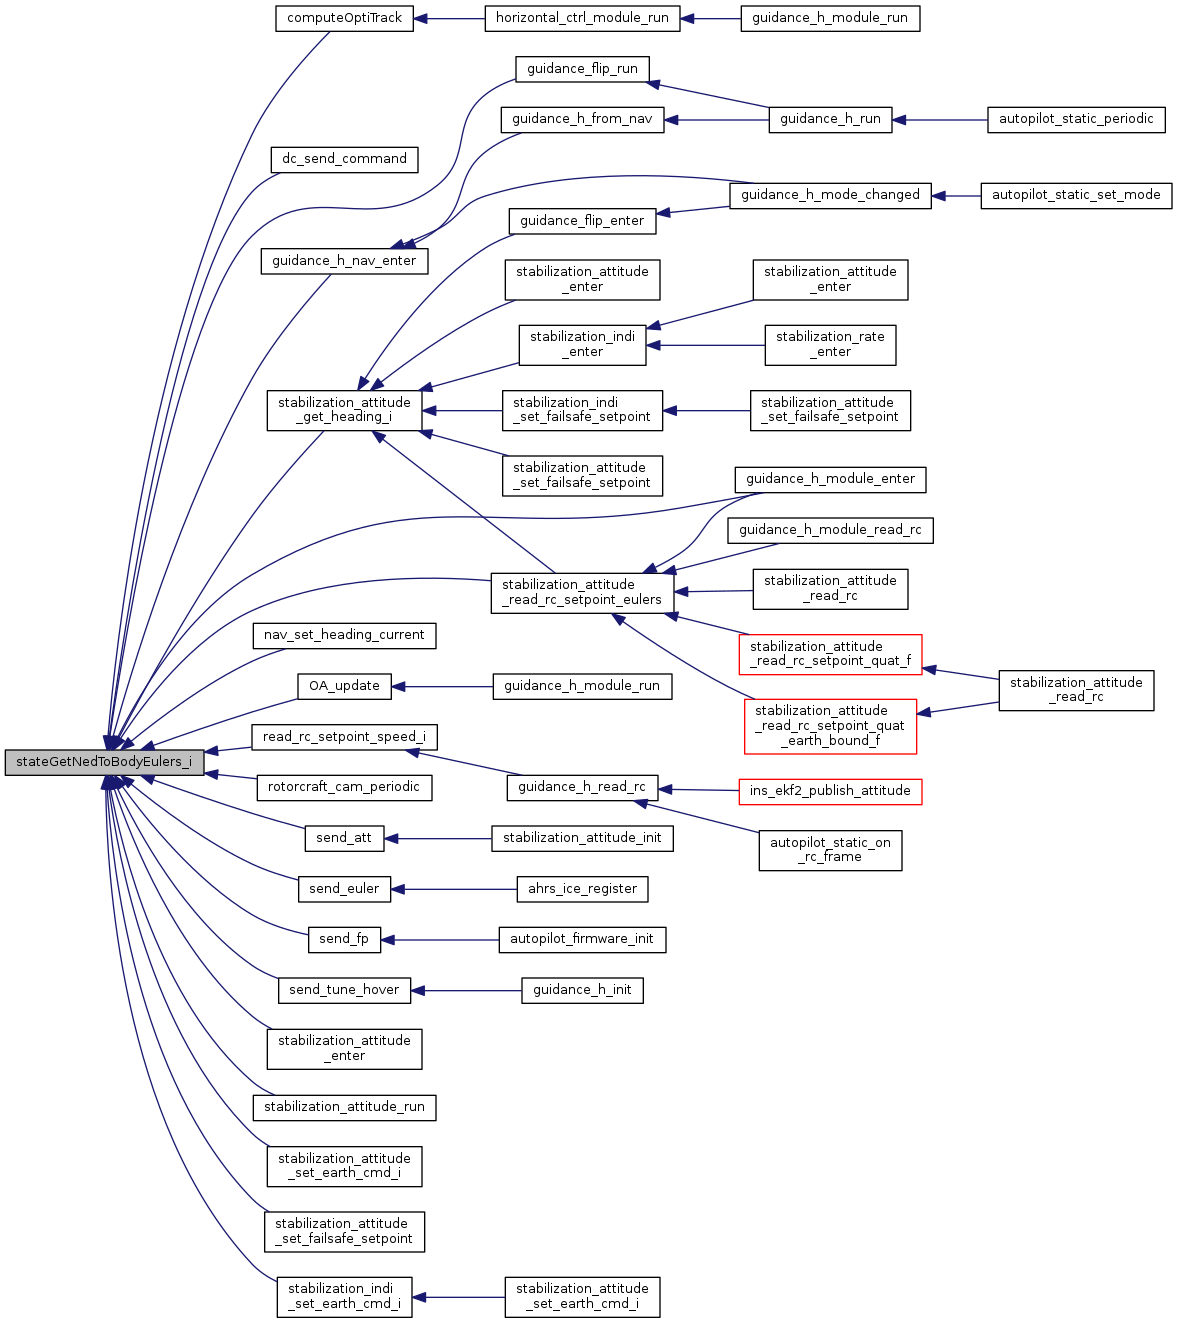 computeOptiTrack
horizontal_ctrl_module_run
guidance_h_module_run
guidance_flip_run
guidance_h_from_nav
guidance_h_run
autopilot_static_periodic
dc_send_command
guidance_h_mode_changed
autopilot_static_set_mode
guidance_flip_enter
guidance_h_nav_enter
stabilization_attitude
_enter
stabilization_attitude
_enter
stabilization_indi
_enter
stabilization_rate
_enter
stabilization_attitude
_get_heading_i
stabilization_indi
_set_failsafe_setpoint
stabilization_attitude
_set_failsafe_setpoint
stabilization_attitude
_set_failsafe_setpoint
guidance_h_module_enter
guidance_h_module_read_rc
stabilization_attitude
_read_rc_setpoint_eulers
stabilization_attitude
_read_rc
nav_set_heading_current
stabilization_attitude
_read_rc_setpoint_quat_f
OA_update
guidance_h_module_run
stabilization_attitude
_read_rc
stabilization_attitude
_read_rc_setpoint_quat
_earth_bound_f
read_rc_setpoint_speed_i
stateGetNedToBodyEulers_i
rotorcraft_cam_periodic
guidance_h_read_rc
ins_ekf2_publish_attitude
send_att
stabilization_attitude_init
autopilot_static_on
_rc_frame
send_euler
ahrs_ice_register
send_fp
autopilot_firmware_init
send_tune_hover
guidance_h_init
stabilization_attitude
_enter
stabilization_attitude_run
stabilization_attitude
_set_earth_cmd_i
stabilization_attitude
_set_failsafe_setpoint
stabilization_indi
_set_earth_cmd_i
stabilization_attitude
_set_earth_cmd_i